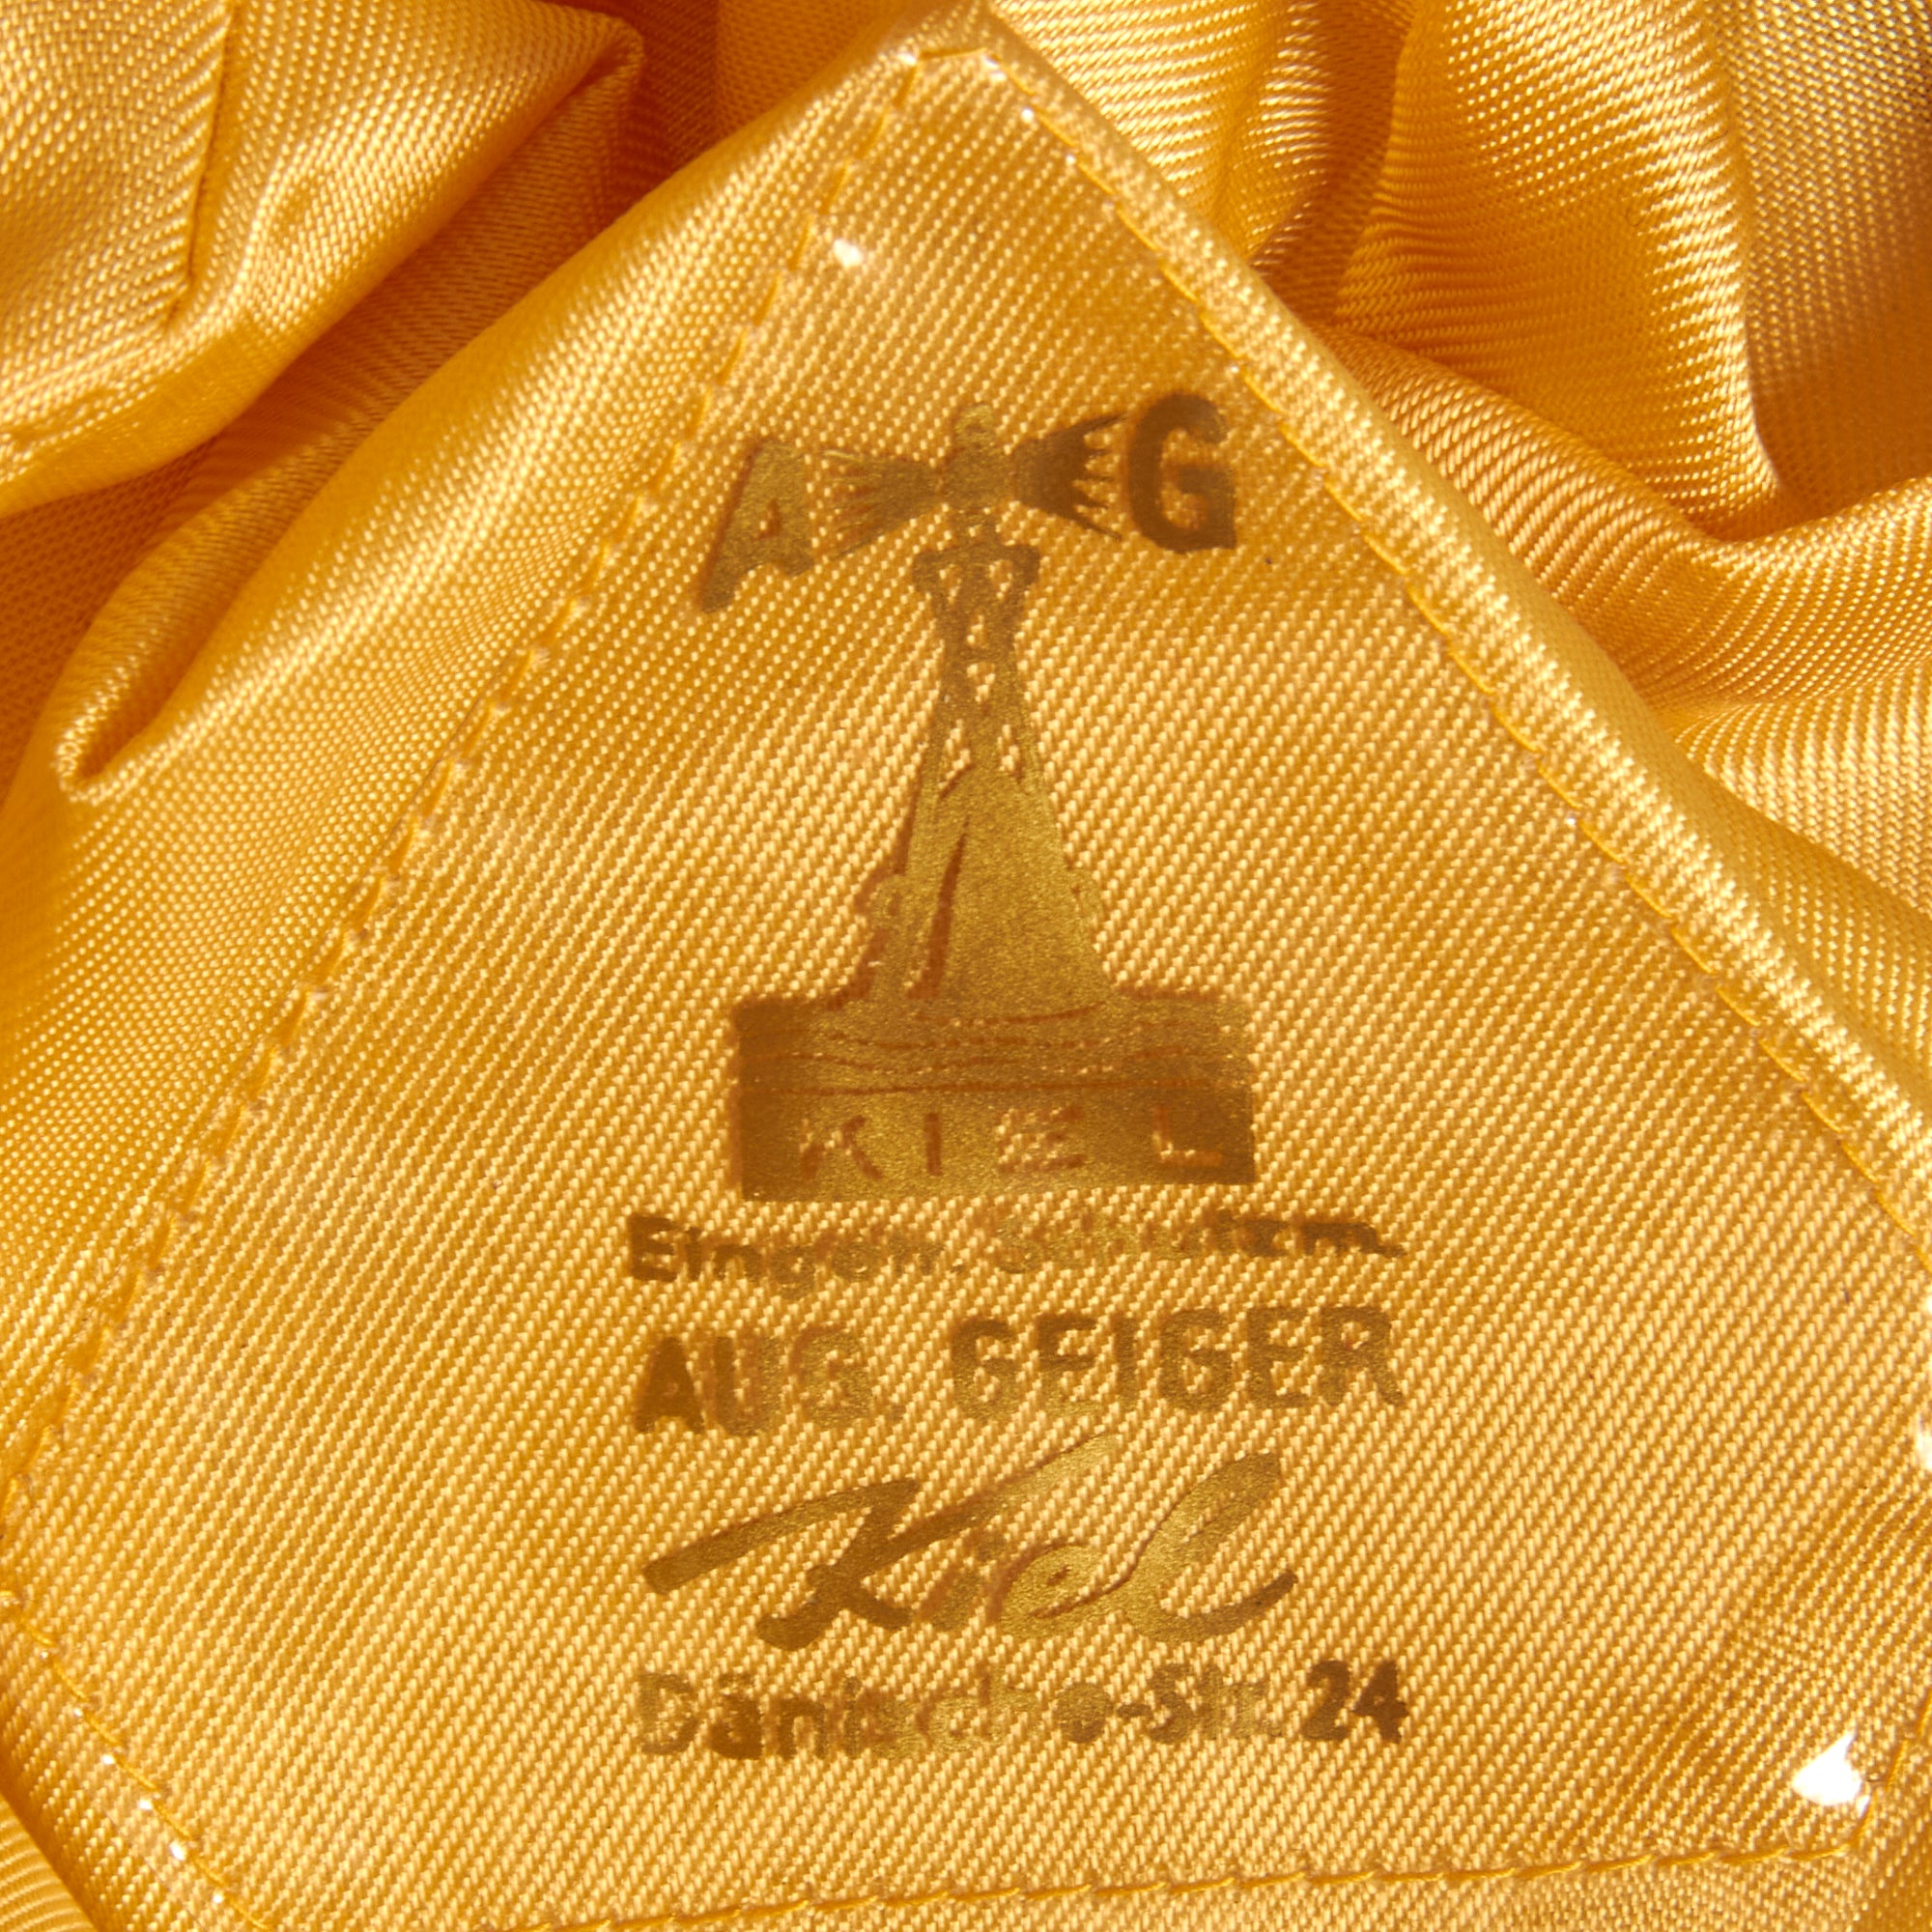 A G
KIEL
Eingetr. Schutzm.
AUG. GEIGER
Kiel
Dänische-Str. 24